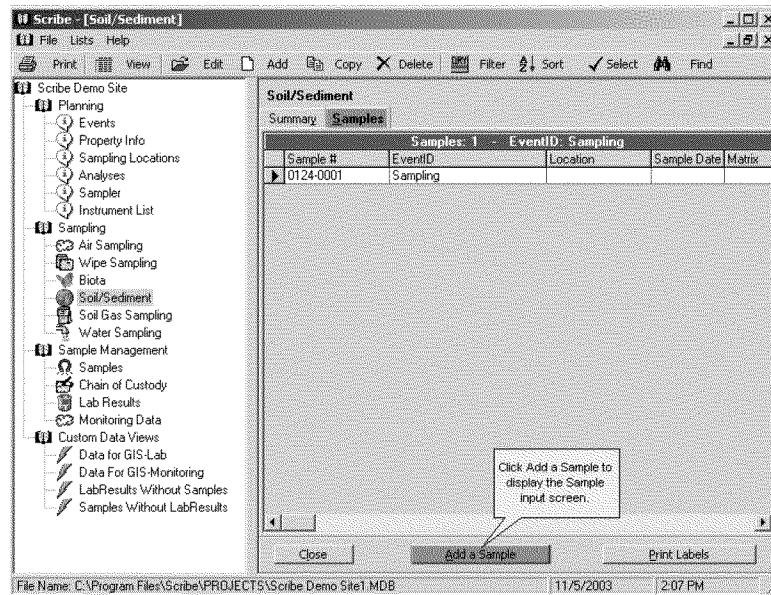 Scribe - [Soil/Sediment]
File Lists Help
Print View Edit Add Copy Delete Filter Sort Select Find
Scribe Demo Site
Planning
Events
Property Info
Sampling Locations
Analyses
Sampler
Instrument List
Sampling
Air Sampling
Wipe Sampling
Biota
Soil/Sediment
Soil Gas Sampling
Water Sampling
Sample Management
Samples
Chain of Custody
Lab Results
Monitoring Data
Custom Data Views
Data for GIS-Lab
Data For GIS-Monitoring
LabResults Without Samples
Samples Without LabResults
Soil/Sediment
Summary Samples
Samples: 1 - EventID: Sampling
Sample # EventID Location Sample Date Matrix
0124-0001 Sampling
Click Add a Sample to
display the Sample
input screen.
Close Add a Sample Print Labels
File Name: C:\Program Files\Scribe\PROJECTS\Scribe Demo Site1.MDB 11/5/2003 2:07 PM